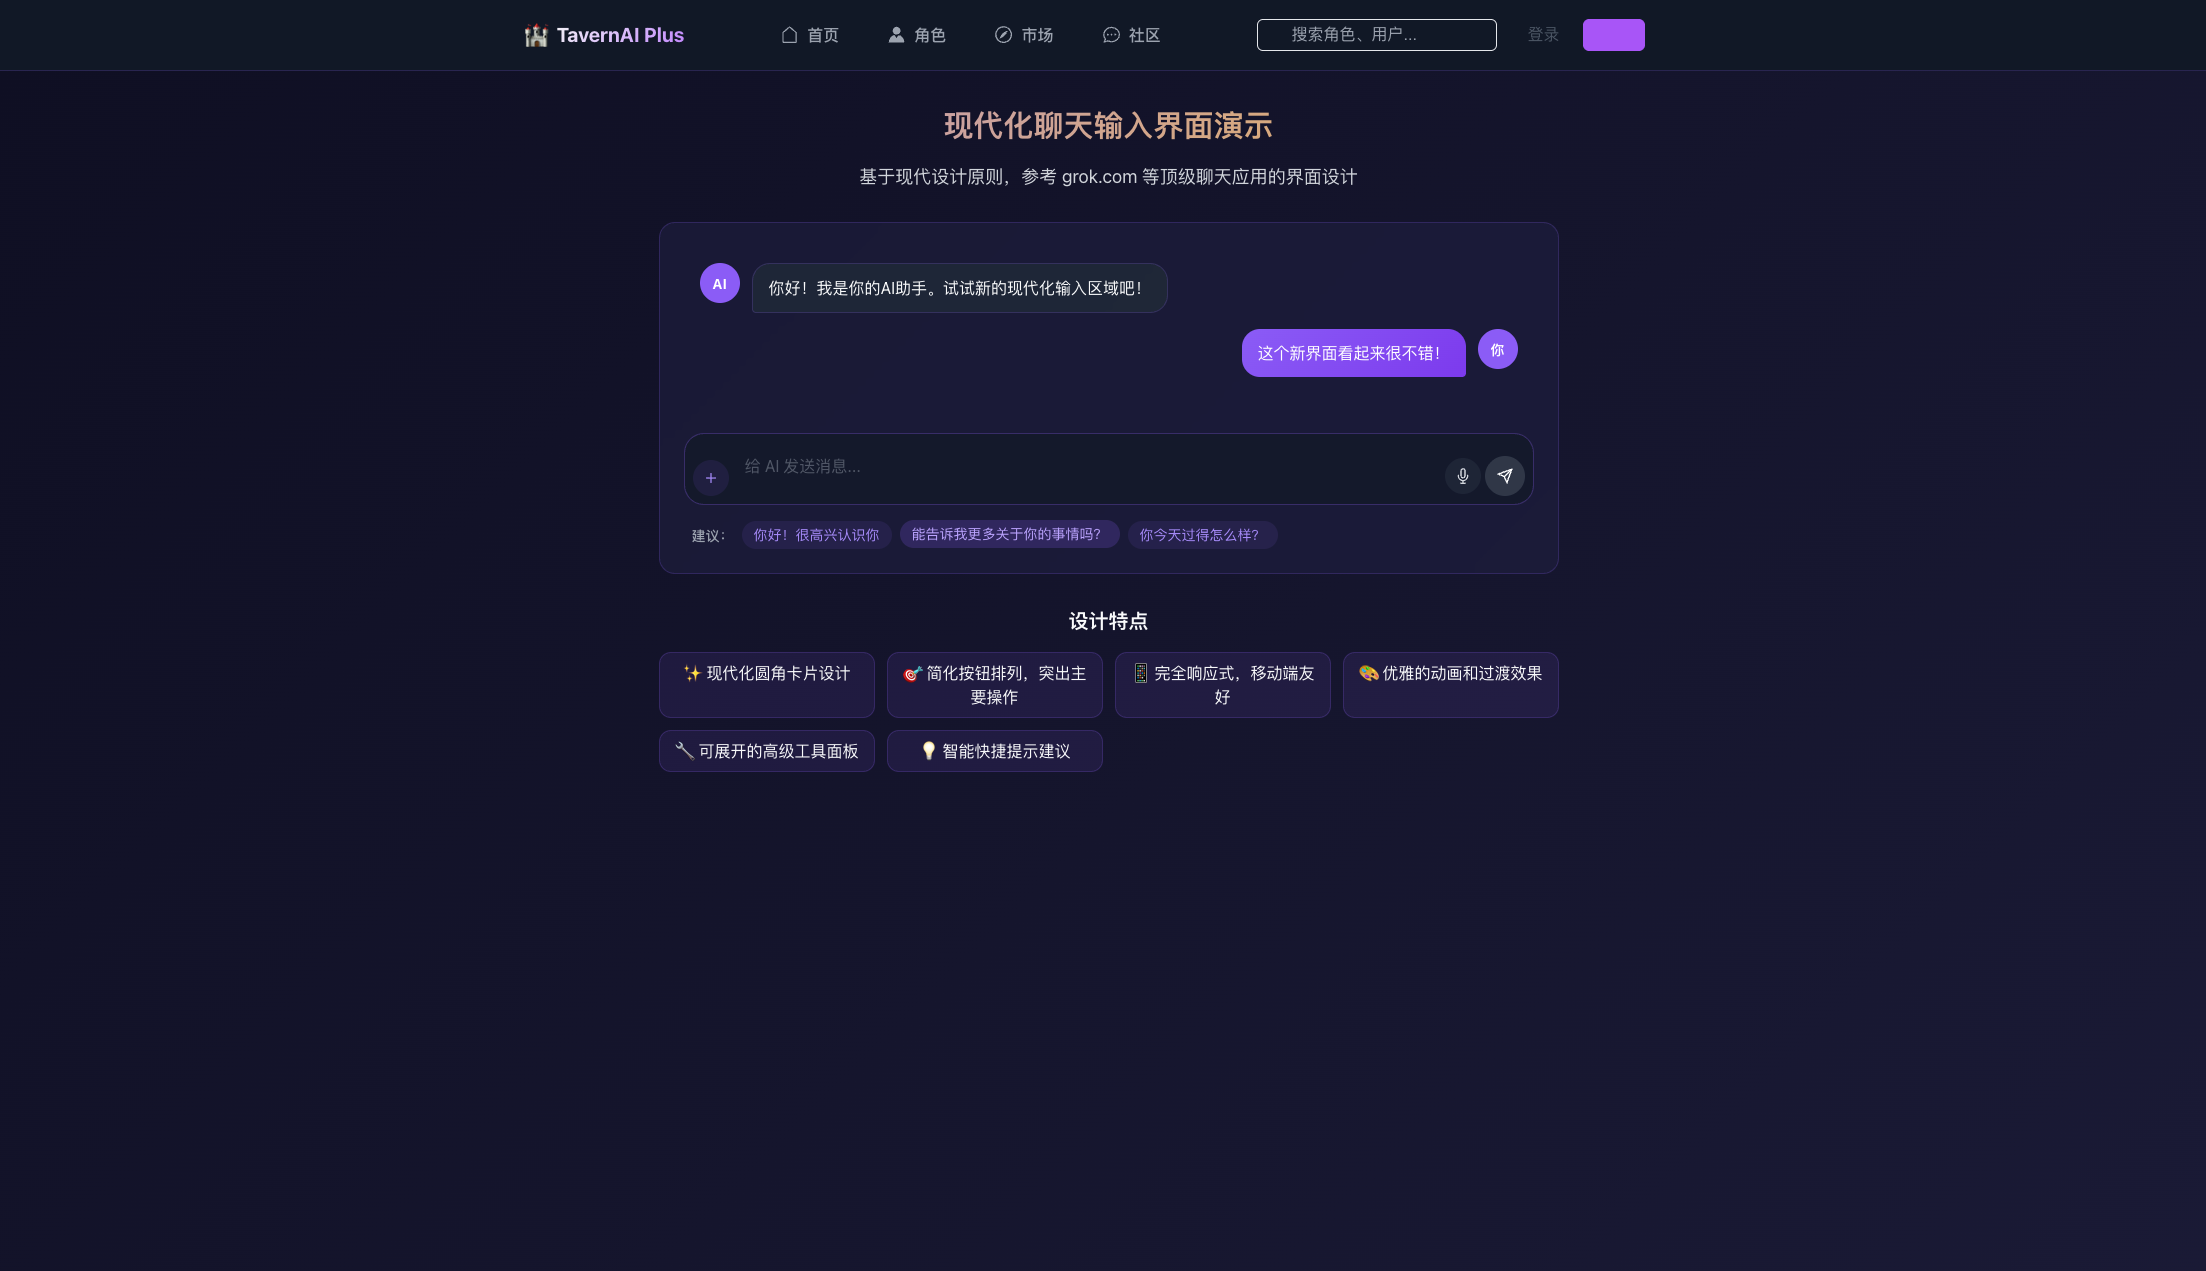 TavernAI Plus
首页
角色
市场
社区
搜索角色、用户...
登录
现代化聊天输入界面演示
基于现代设计原则，参考 grok.com 等顶级聊天应用的界面设计
AI
你好！我是你的AI助手。试试新的现代化输入区域吧！
这个新界面看起来很不错！
你
给 AI 发送消息...
建议：
你好！很高兴认识你
能告诉我更多关于你的事情吗？
你今天过得怎么样？
设计特点
✨ 现代化圆角卡片设计
🎯 简化按钮排列，突出主
要操作
📱 完全响应式，移动端友
好
🎨 优雅的动画和过渡效果
🔧 可展开的高级工具面板
💡 智能快捷提示建议